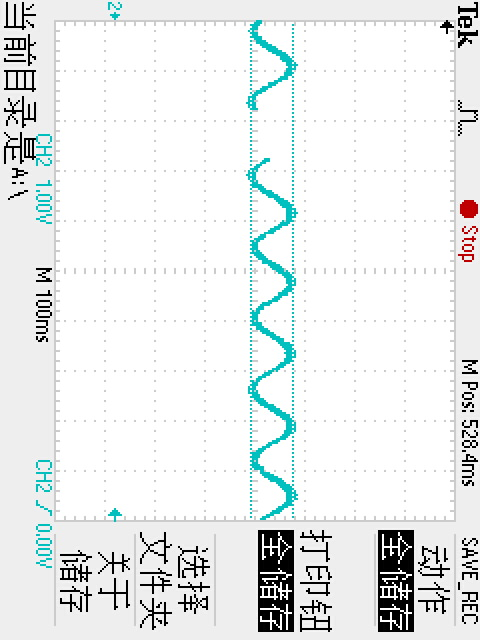 Tek Stop M Pos: 528.4ms SAVE_REC
动作
全储存
打印钮
全储存
选择
文件夹
关于
储存
2
CH2 1.00V M 100ms CH2 / 0.00V
当前目录是A:\